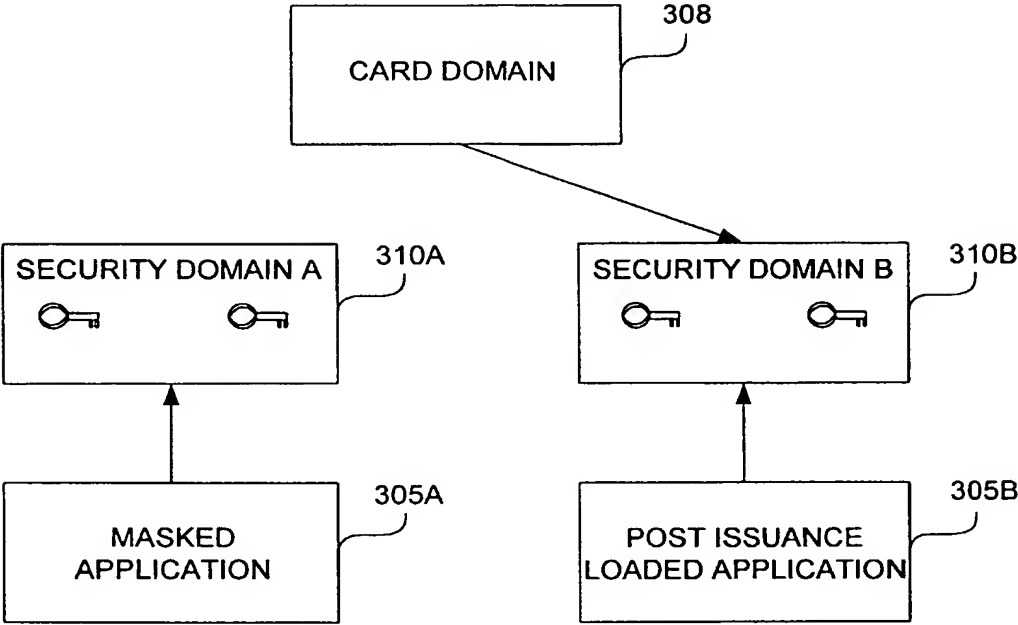 308
CARD DOMAIN
310A
SECURITY DOMAIN A
310B
SECURITY DOMAIN B
305A
MASKED
APPLICATION
305B
POST ISSUANCE
LOADED APPLICATION